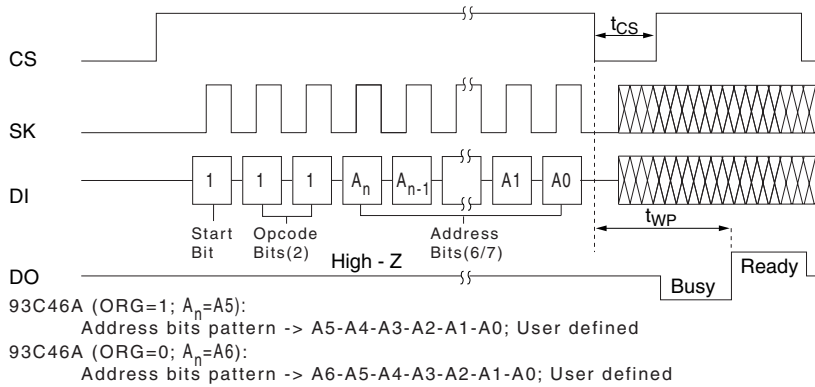 CS
tCS
SK
DI
1 1 1 An An-1 A1 A0
Start Bit
Opcode Bits(2)
Address Bits(6/7)
tWP
DO
High - Z
Busy
Ready
93C46A (ORG=1; An=A5):
Address bits pattern -> A5-A4-A3-A2-A1-A0; User defined
93C46A (ORG=0; An=A6):
Address bits pattern -> A6-A5-A4-A3-A2-A1-A0; User defined